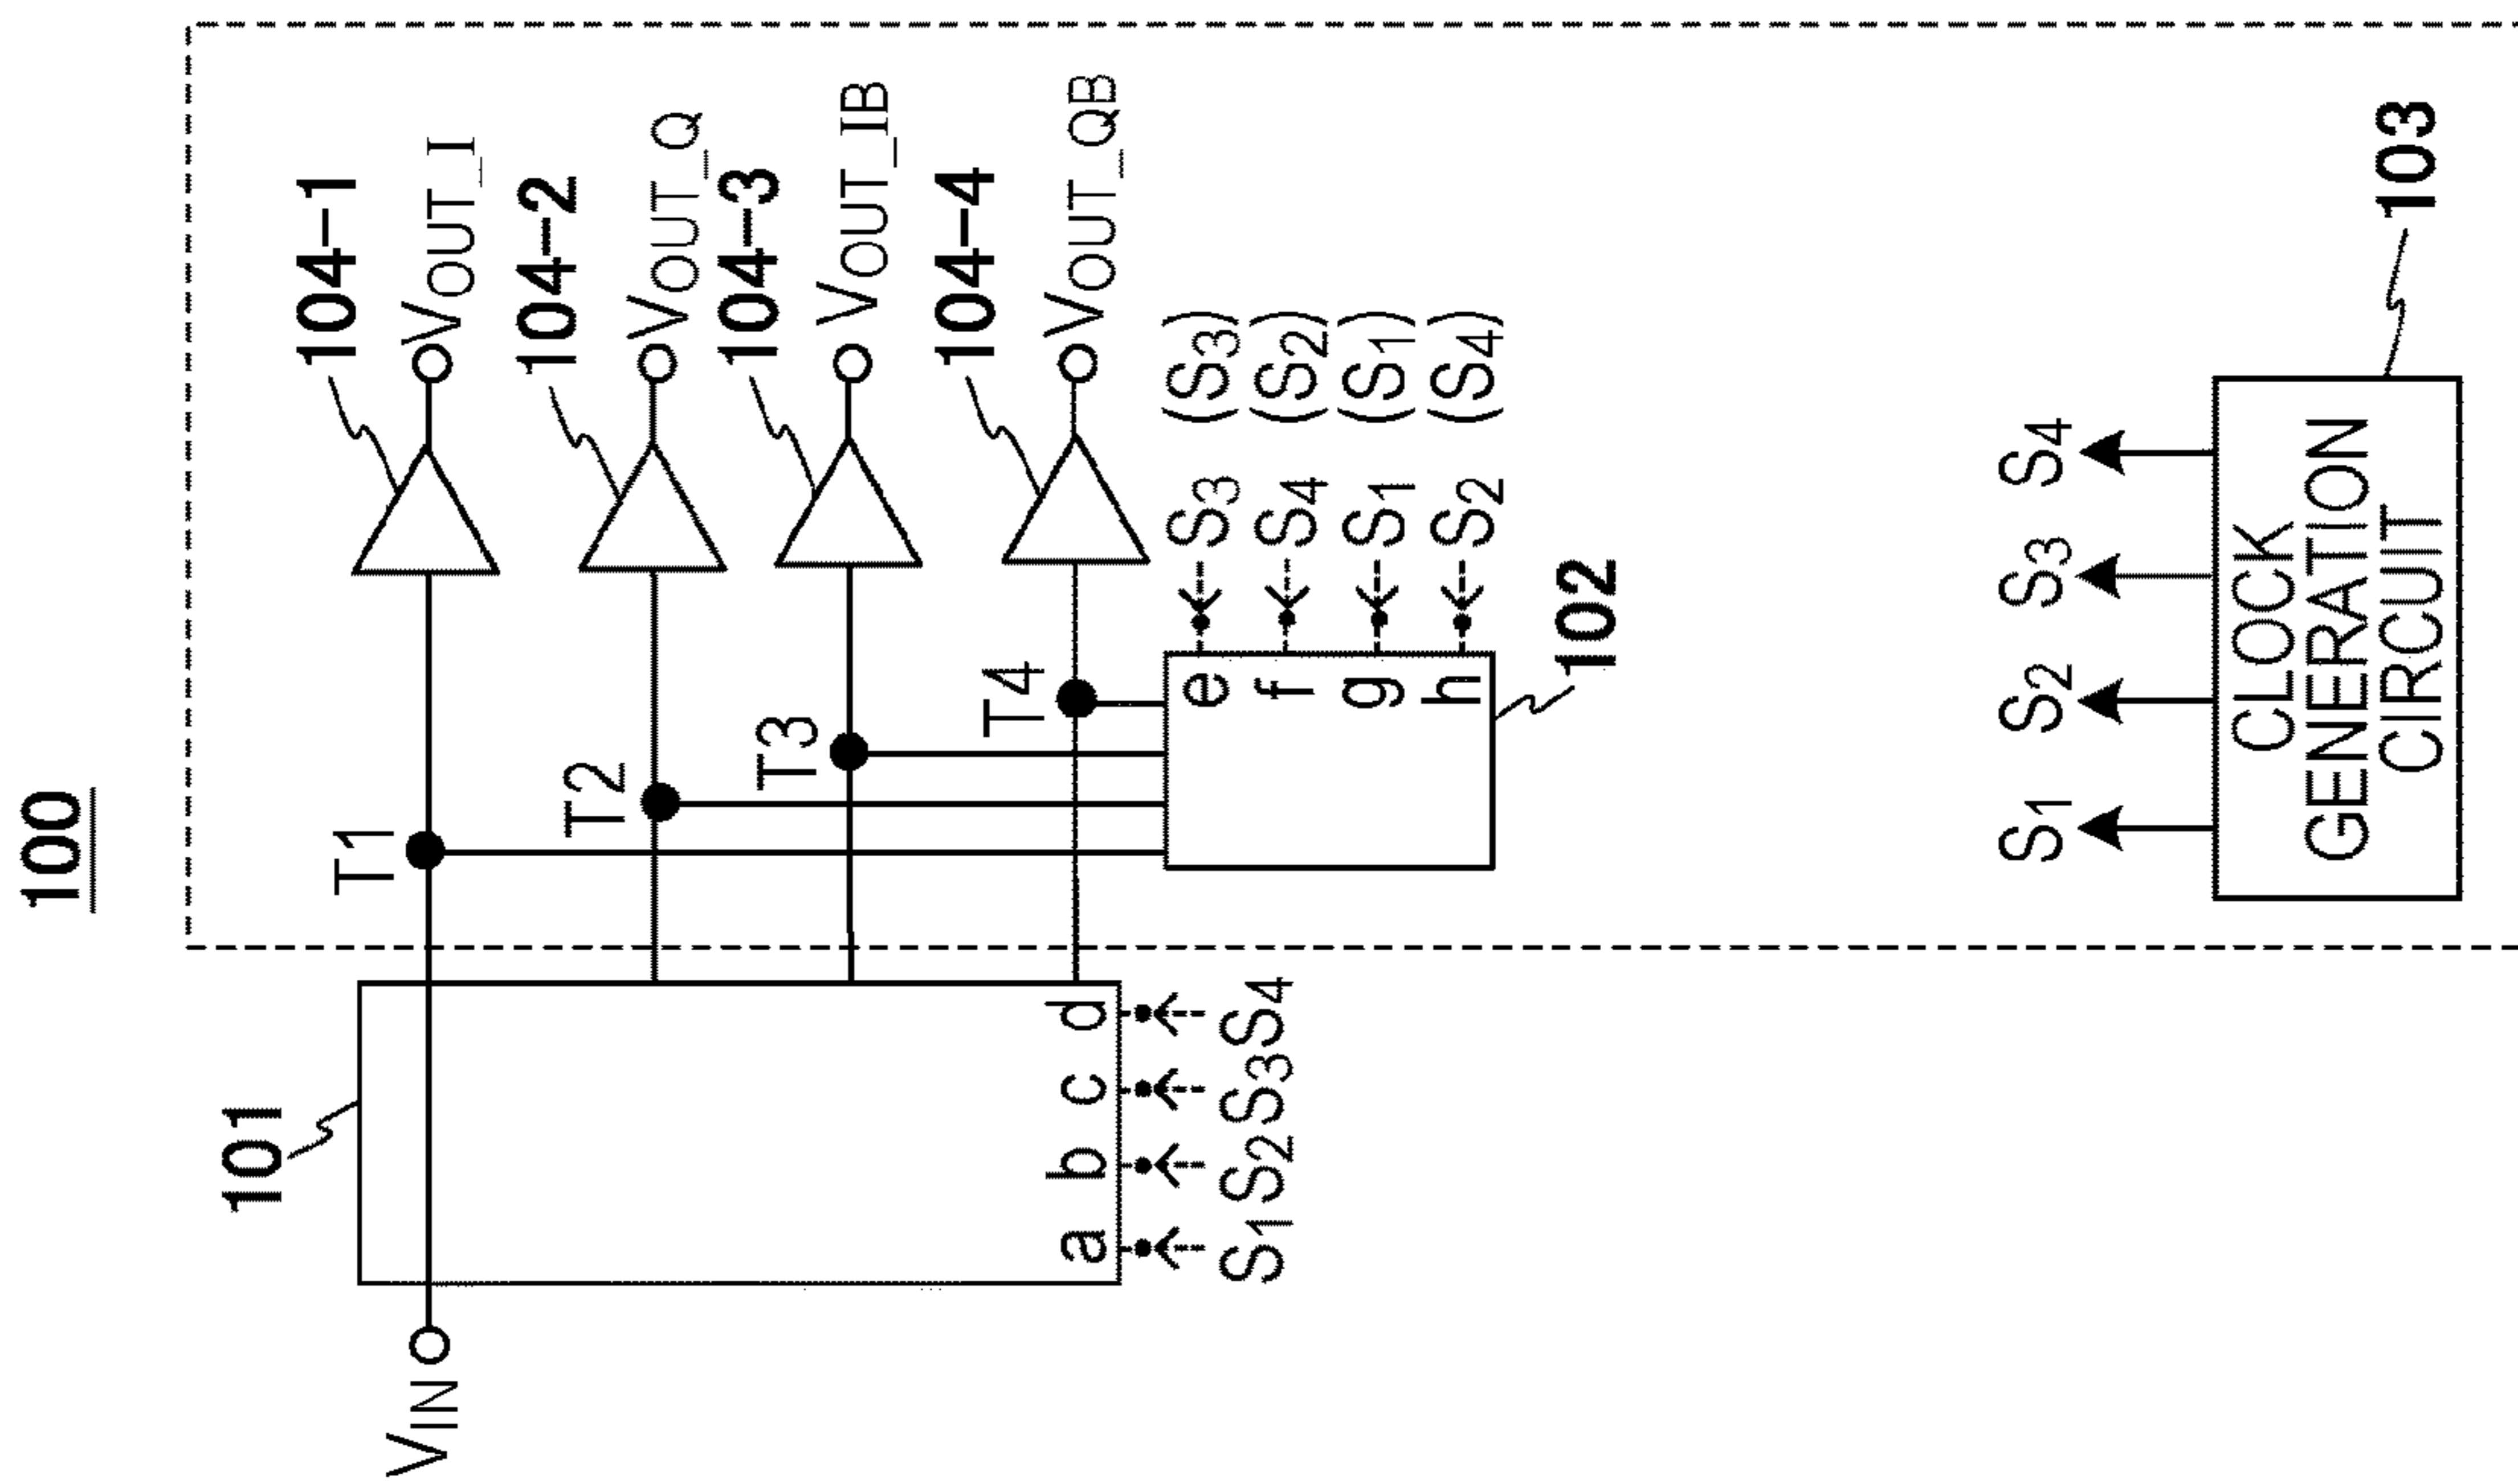 100
101
VIN
a b c d
S1 S2 S3 S4
T1
T2
T3
T4
104-1
VOUT_I
104-2
VOUT_Q
104-3
VOUT_IB
104-4
VOUT_QB
e S3 (S3)
f S4 (S2)
g S1 (S1)
h S2 (S4)
102
S1 S2 S3 S4
CLOCK
GENERATION
CIRCUIT
103